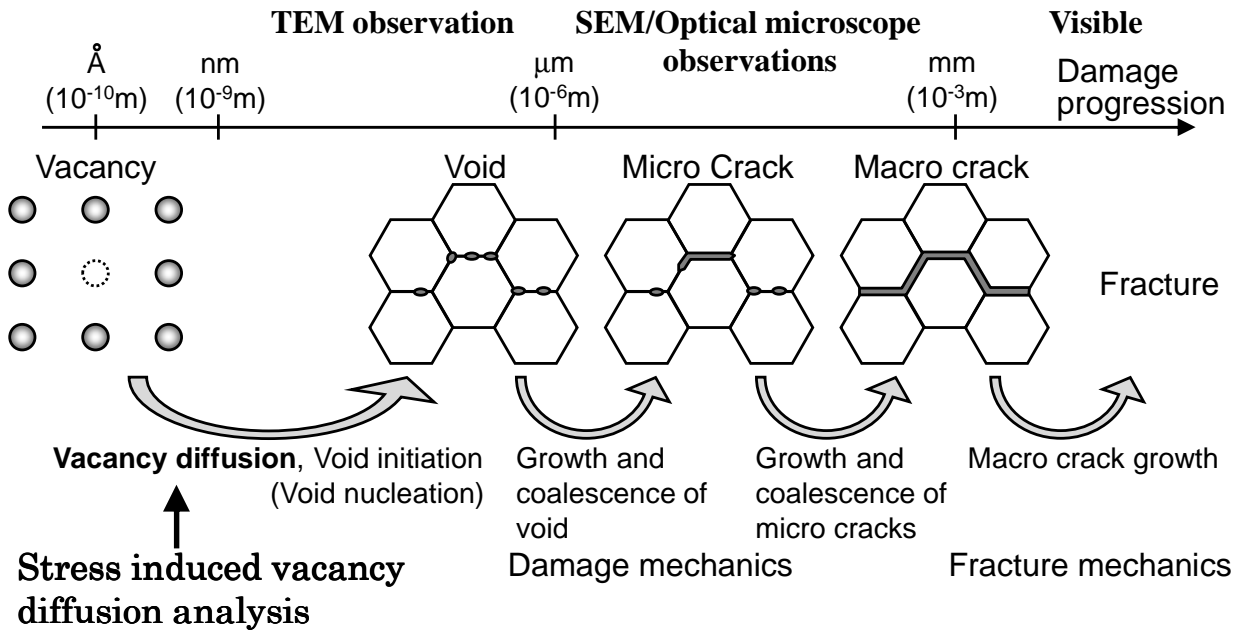 TEM observation
SEM/Optical microscope
observations
Visible
Å
(10⁻¹⁰m)
nm
(10⁻⁹m)
μm
(10⁻⁶m)
mm
(10⁻³m)
Damage
progression
Vacancy
Void
Micro Crack
Macro crack
Fracture
Vacancy diffusion, Void initiation
(Void nucleation)
Growth and
coalescence of
void
Growth and
coalescence of
micro cracks
Macro crack growth
Stress induced vacancy
diffusion analysis
Damage mechanics
Fracture mechanics